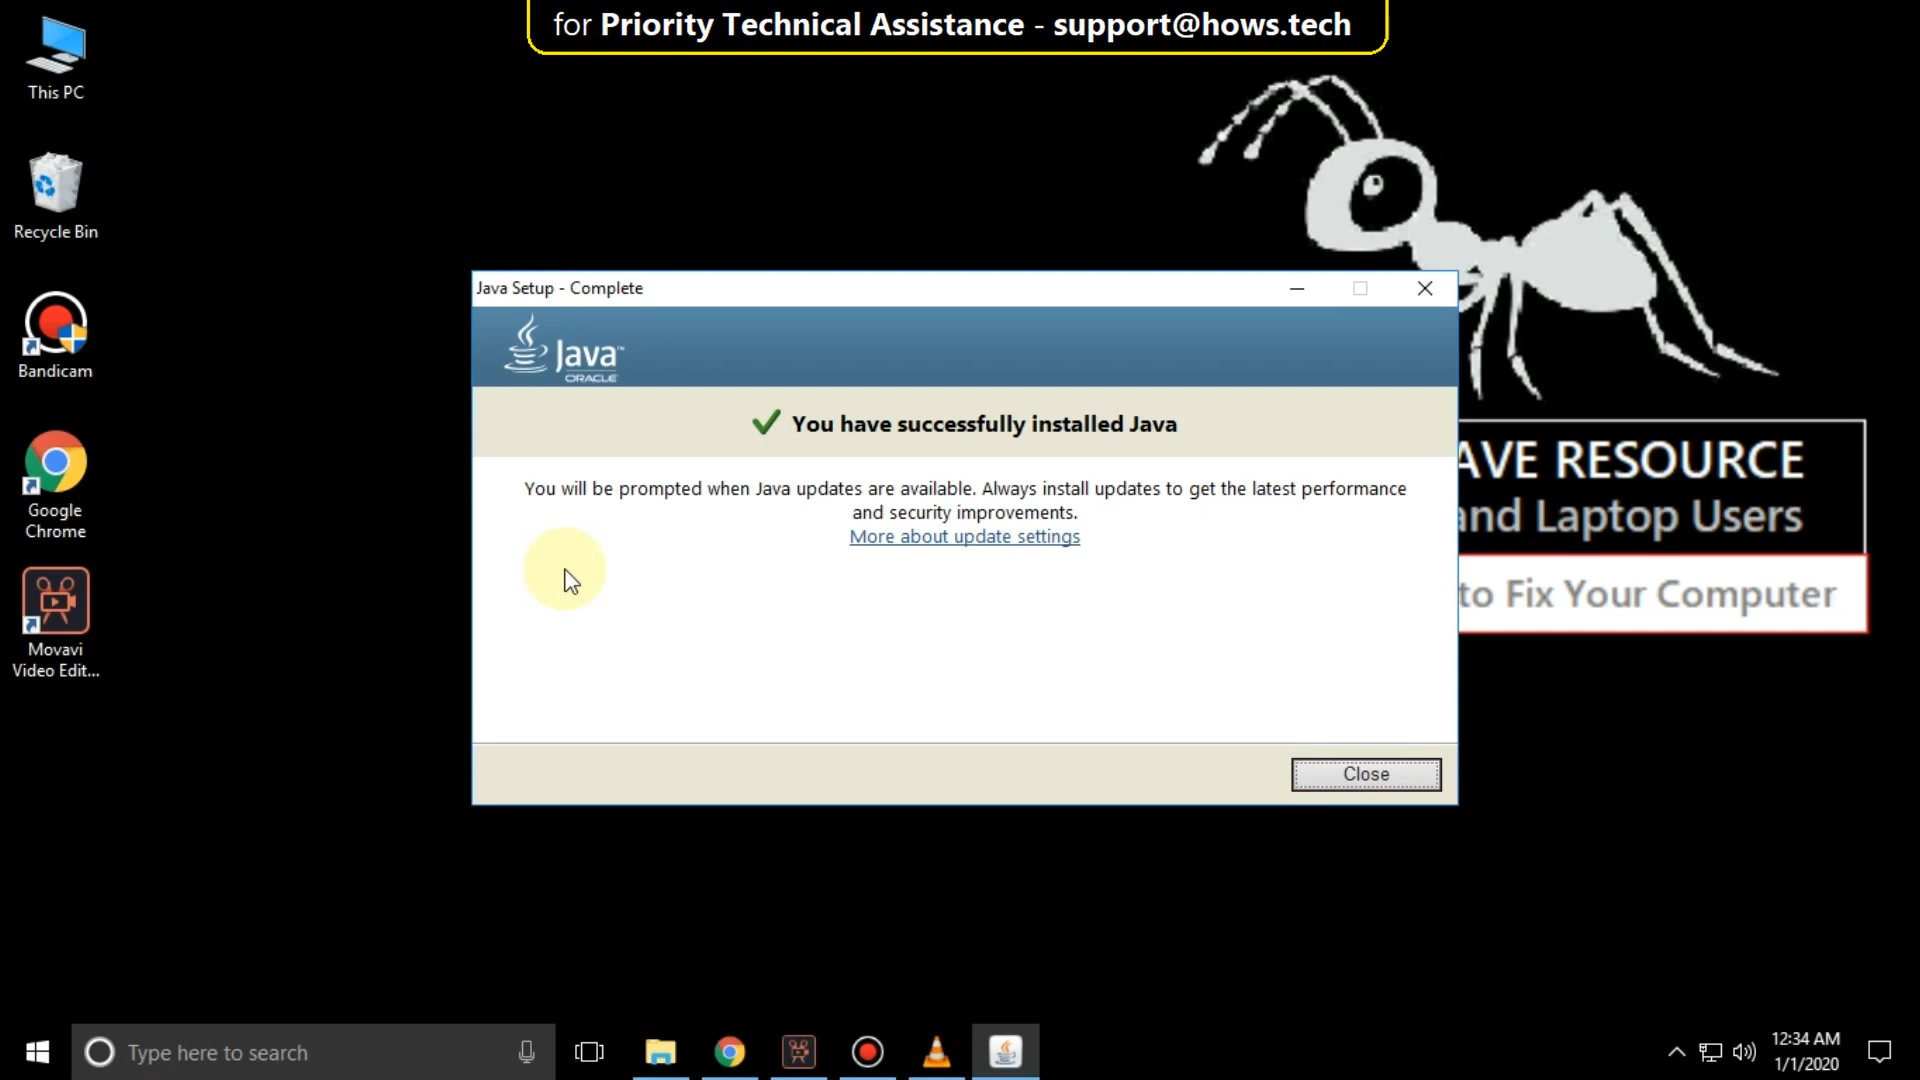 for Priority Technical Assistance - support@hows.tech
This PC
Recycle Bin
Bandicam
Google
Chrome
Movavi
Video Edit...
Java Setup - Complete
Java™
ORACLE
You have successfully installed Java
You will be prompted when Java updates are available. Always install updates to get the latest performance
and security improvements.
More about update settings
Close
AVE RESOURCE
and Laptop Users
to Fix Your Computer
Type here to search
12:34 AM
1/1/2020